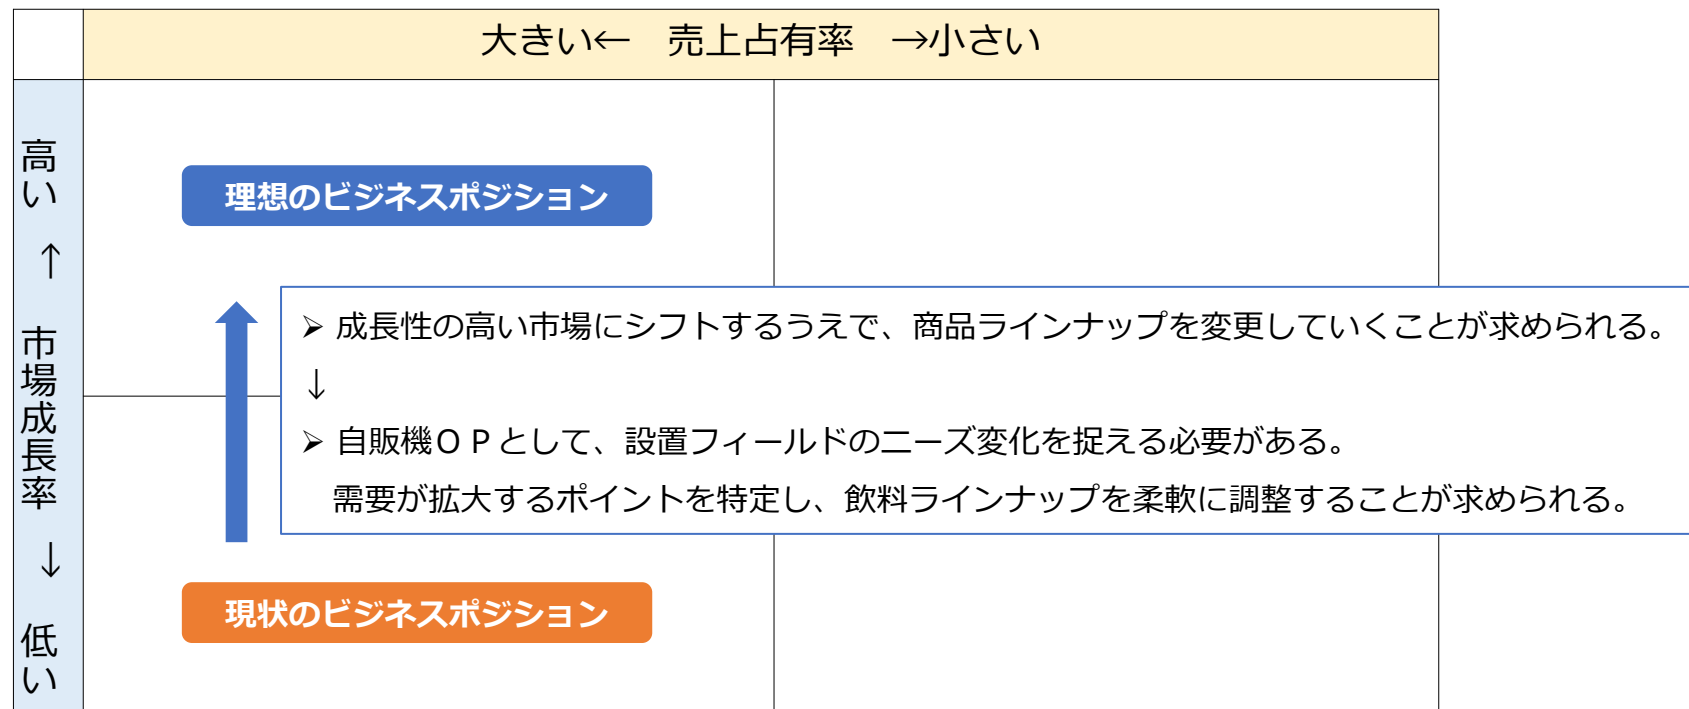 大きい← 売上占有率 →小さい
高い ↑ 市場成長率 ↓ 低い
理想のビジネスポジション
➢ 成長性の高い市場にシフトするうえで、商品ラインナップを変更していくことが求められる。
↓
➢ 自販機ＯＰとして、設置フィールドのニーズ変化を捉える必要がある。
需要が拡大するポイントを特定し、飲料ラインナップを柔軟に調整することが求められる。
現状のビジネスポジション